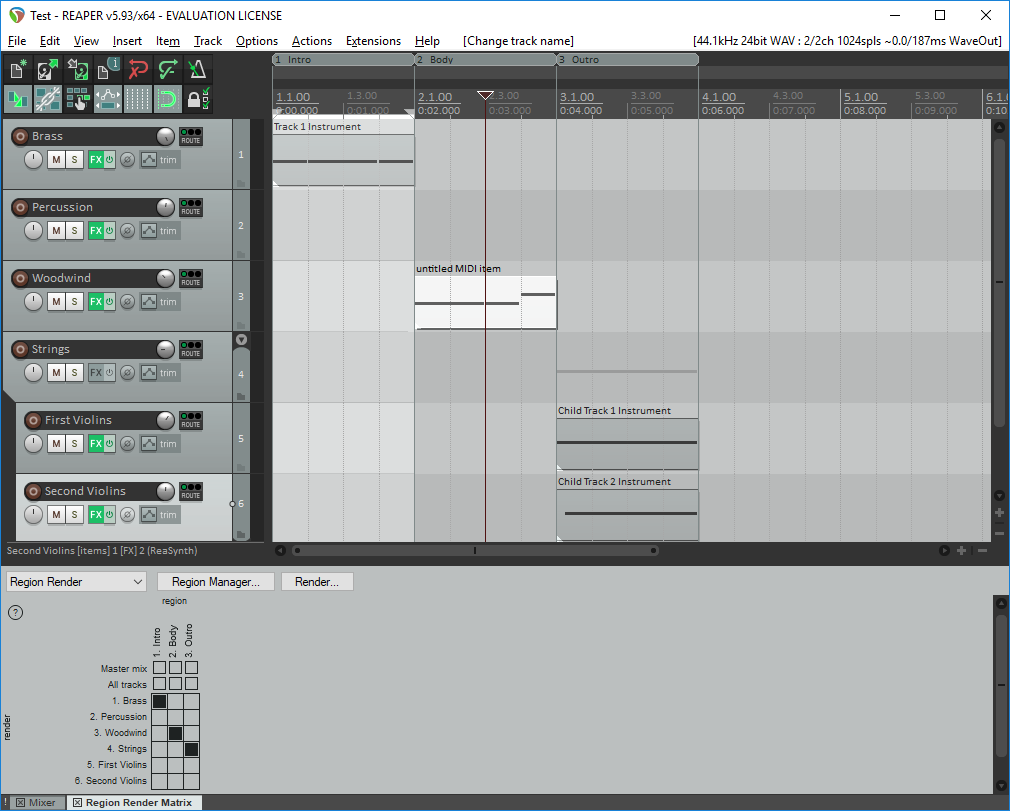 Test - REAPER v5.93/x64 - EVALUATION LICENSE
File Edit View Insert Item Track Options Actions Extensions Help [Change track name] [44.1kHz 24bit WAV : 2/2ch 1024spls ~0.0/187ms WaveOut]
1 Intro 2 Body 3 Outro
1.1.00 1.3.00 2.1.00 2.3.00 3.1.00 3.3.00 4.1.00 4.3.00 5.1.00 5.3.00 6.1.0
0:00.000 0:01.000 0:02.000 0:03.000 0:04.000 0:05.000 0:06.000 0:07.000 0:08.000 0:09.000 0:10
Track 1 Instrument
Brass ROUTE
M S FX trim 1
Percussion ROUTE
M S FX trim 2
untitled MIDI item
Woodwind ROUTE
M S FX trim 3
Strings ROUTE
M S FX trim 4
Child Track 1 Instrument
First Violins ROUTE
M S FX trim 5
Child Track 2 Instrument
Second Violins ROUTE
M S FX trim 6
Second Violins [items] 1 [FX] 2 (ReaSynth)
Region Render Region Manager... Render...
region
?
1. Intro
2. Body
3. Outro
Master mix
All tracks
1. Brass
2. Percussion
3. Woodwind
4. Strings
5. First Violins
6. Second Violins
render
! Mixer Region Render Matrix